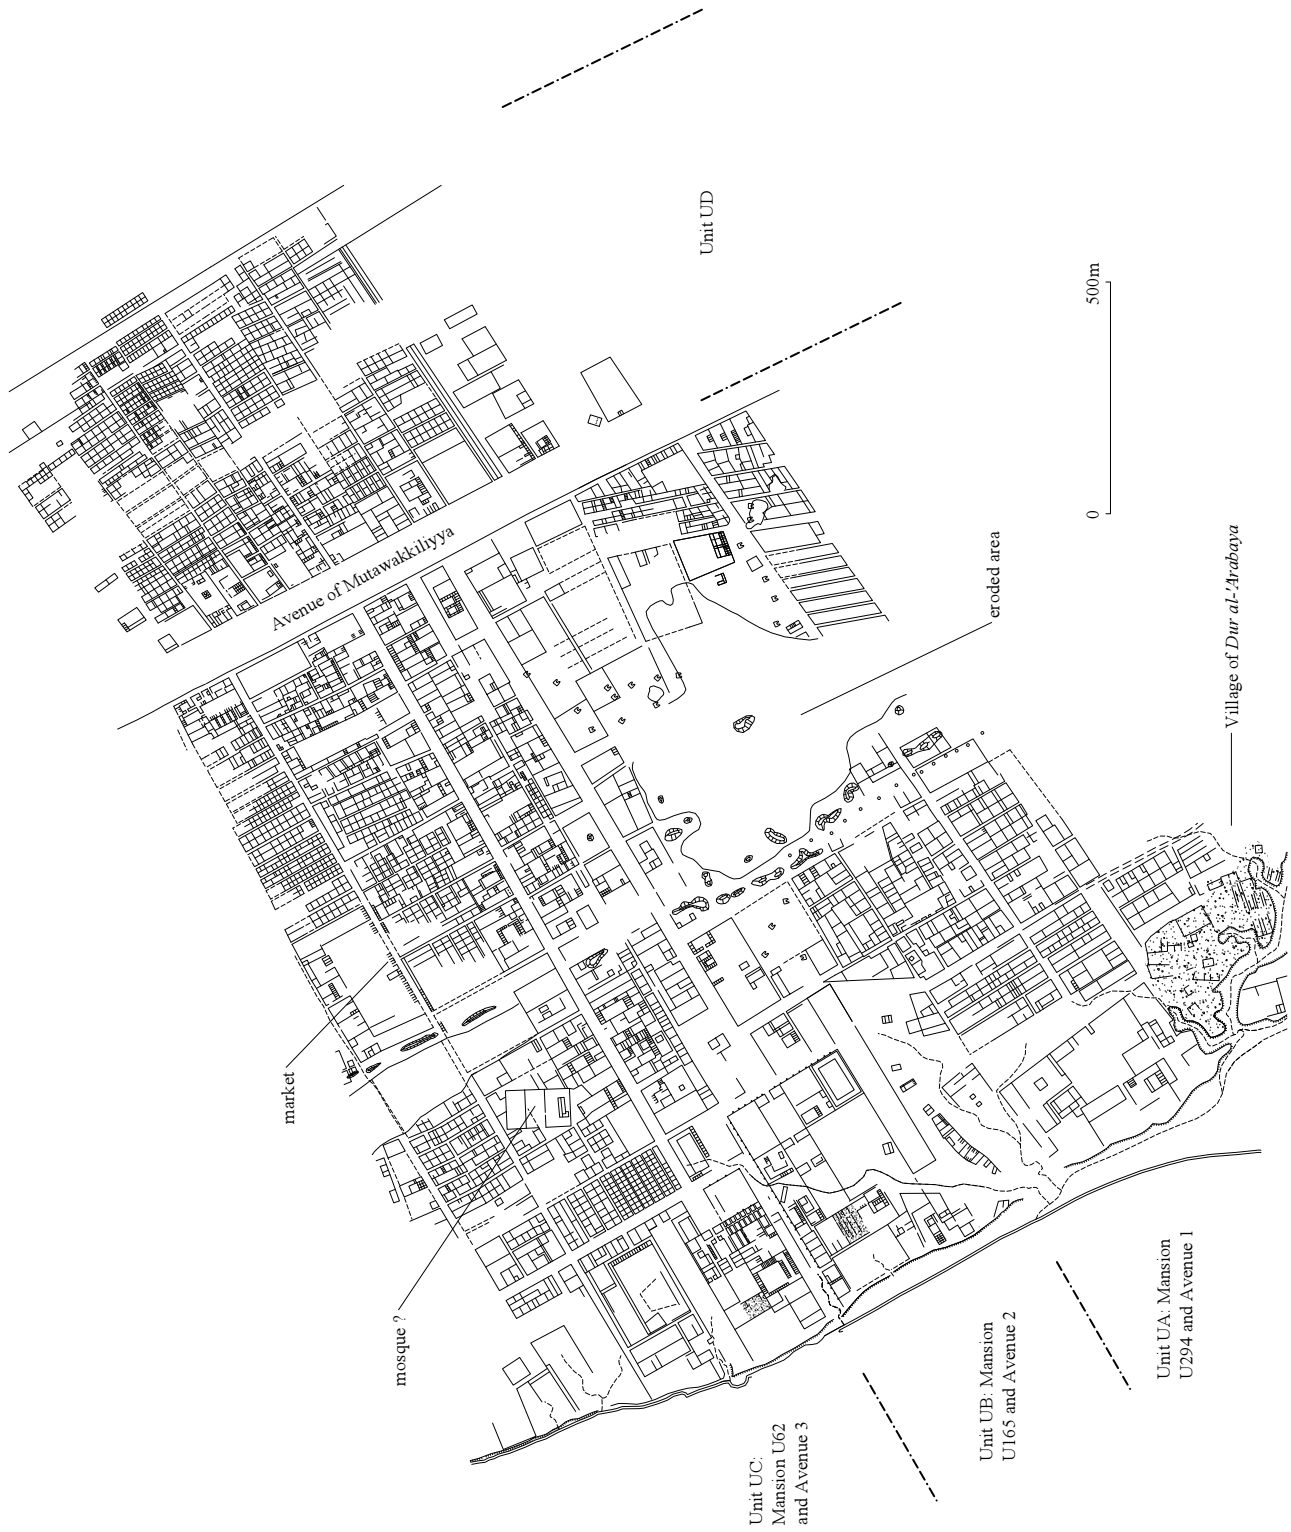 Unit UD
500m
0
Avenue of Mutawakkiliyya
eroded area
Village of Dur al-'Arabaya
market
mosque ?
Unit UA: Mansion
U294 and Avenue 1
Unit UB: Mansion
U165 and Avenue 2
Unit UC:
Mansion U62
and Avenue 3